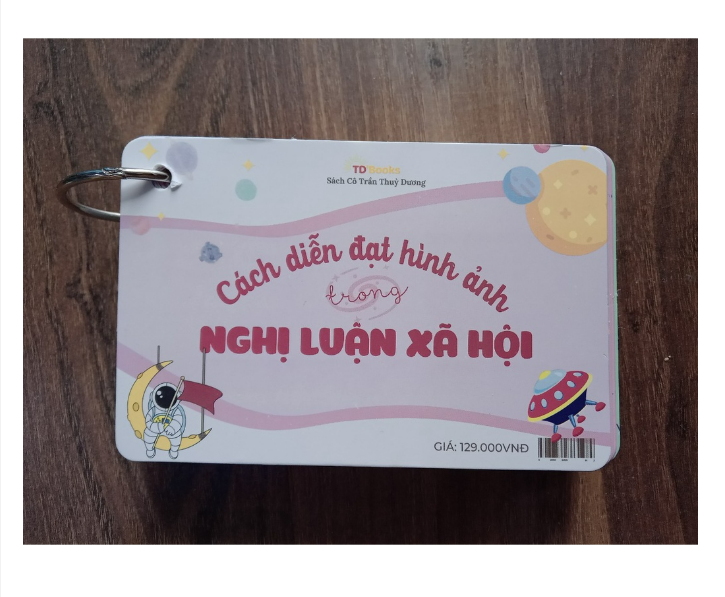 TD Books
Sách Cô Trần Thuỳ Dương
Cách diễn đạt hình ảnh
trong
NGHỊ LUẬN XÃ HỘI
GIÁ: 129.000VNĐ